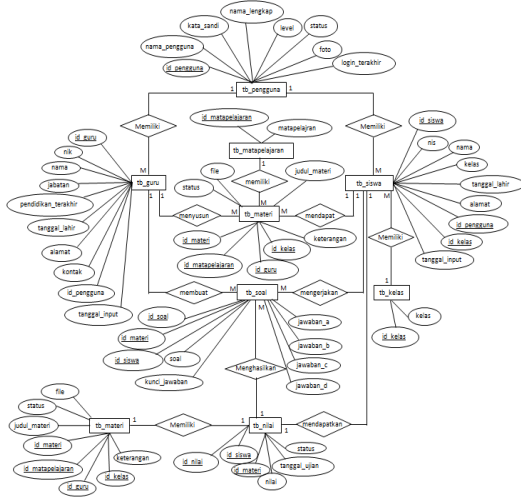 nama_lengkap
kata_sandi
level
status
nama_pengguna
foto
id_pengguna
login_terakhir
tb_pengguna
1
1
id_matapelajaran
id_siswa
Memiliki
matapelajaran
Memiliki
id_guru
nis
nama
nik
tb_matapelajaran
kelas
nama
file
1
judul_materi
M
M
jabatan
tb_guru
status
memiliki
tb_siswa
tanggal_lahir
pendidikan_terakhir
1
1
M
1
1
M
alamat
menyusun
M
tb_materi
M
mendapat
tanggal_lahir
id_materi
keterangan
Memiliki
id_pengguna
id_kelas
id_kelas
alamat
id_matapelajaran
tanggal_input
kontak
id_guru
1
id_pengguna
membuat
M
tb_soal
M
mengerjakan
tb_kelas
tanggal_input
id_soal
M
jawaban_a
kelas
id_materi
jawaban_b
id_kelas
id_siswa
soal
Menghasilkan
jawaban_c
kunci_jawaban
jawaban_d
file
status
1
1
judul_materi
tb_materi
1
Memiliki
1
tb_nilai
1
mendapatkan
id_materi
status
keterangan
id_nilai
id_siswa
id_matapelajaran
id_materi
tanggal_ujian
id_kelas
id_guru
nilai